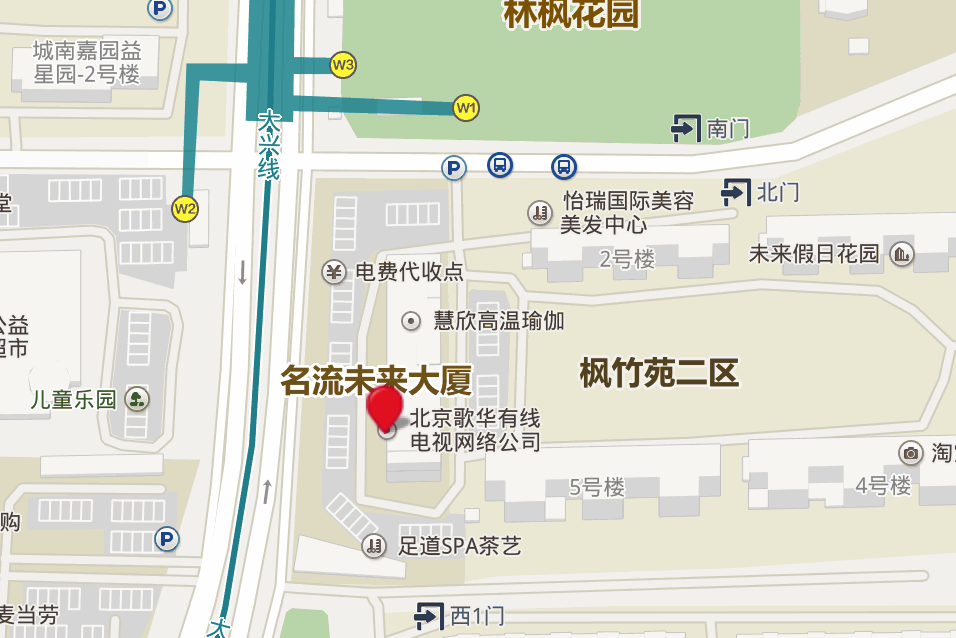 P
林枫花园
城南嘉园益
星园-2号楼
W3
W1
大兴线
南门
P
北门
堂
W2
怡瑞国际美容
美发中心
2号楼
未来假日花园
¥
电费代收点
公益
超市
慧欣高温瑜伽
名流未来大厦
枫竹苑二区
儿童乐园
北京歌华有线
电视网络公司
淘宝
5号楼
4号楼
购
P
足道SPA茶艺
麦当劳
西1门
大